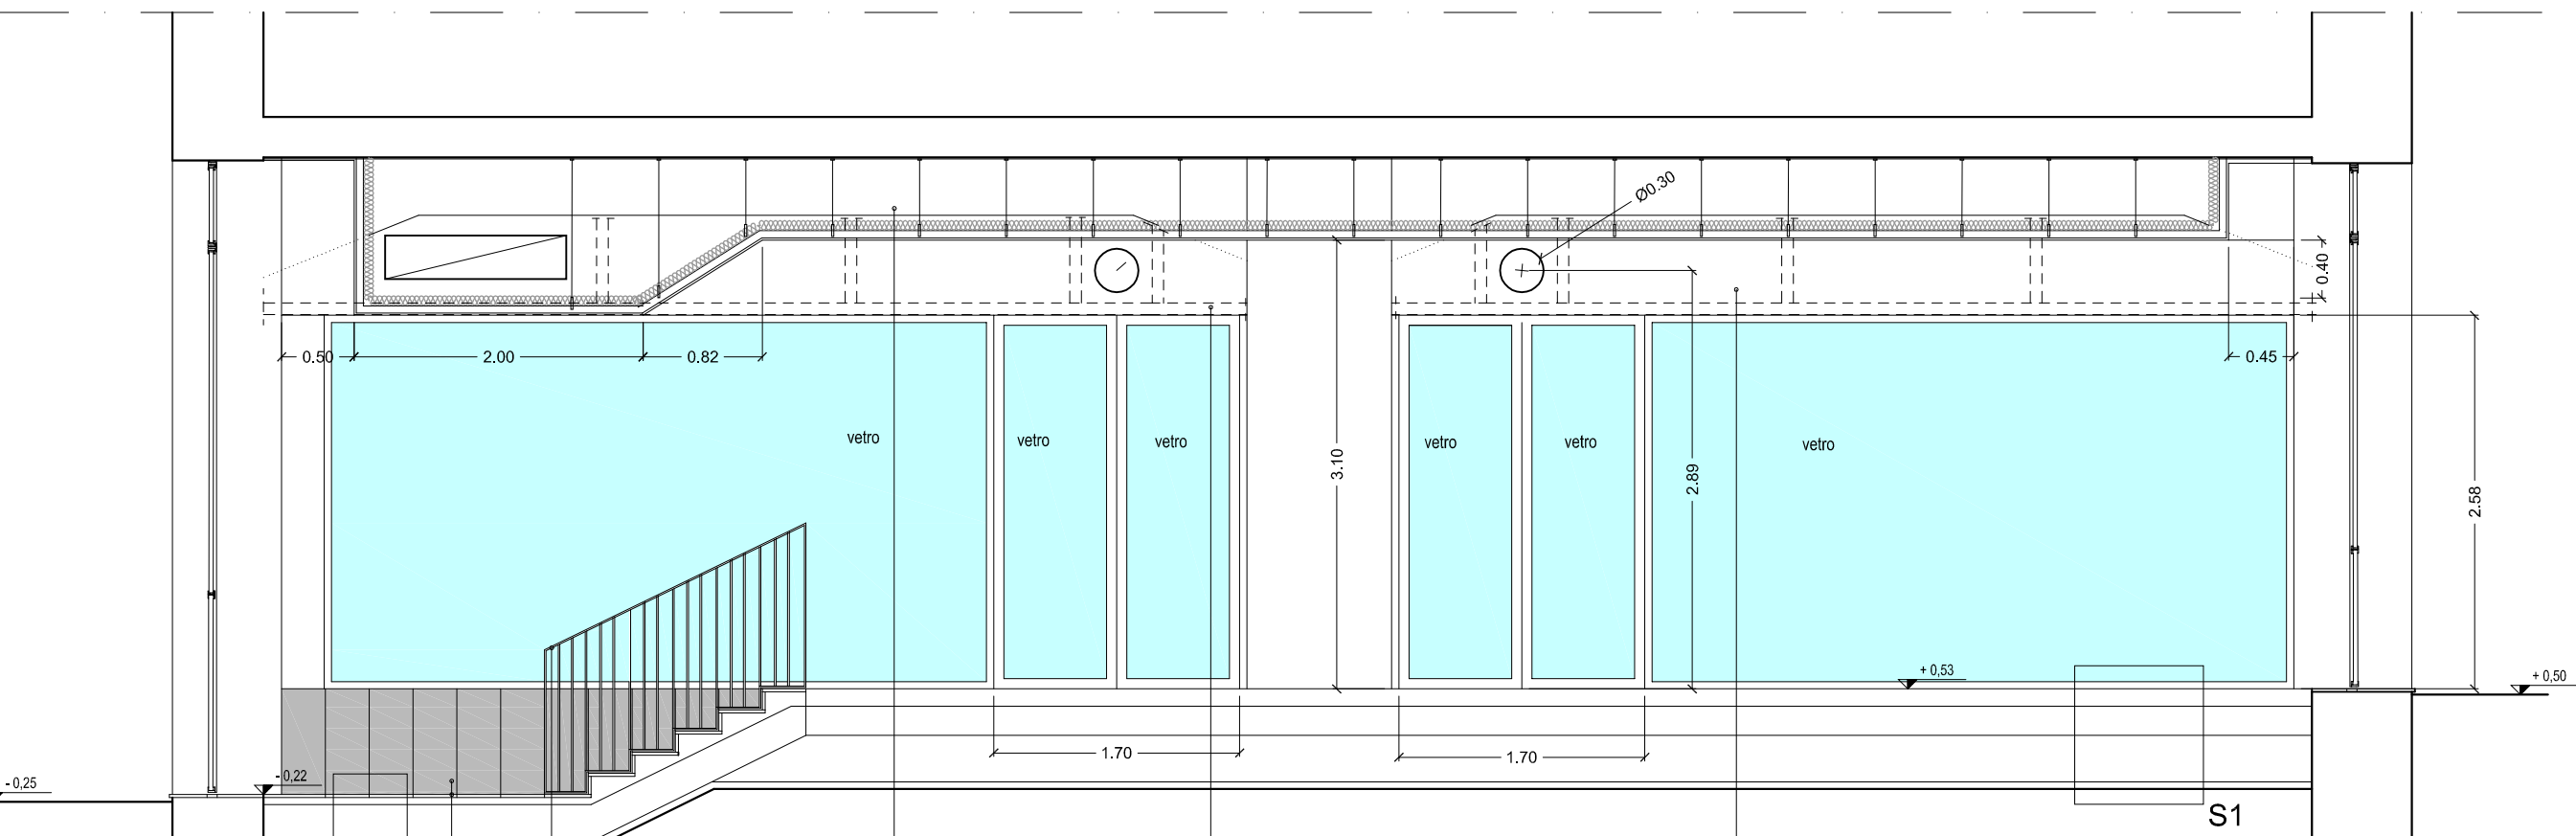 Ø0.30
0.40
0.50
2.00
0.82
0.45
vetro
vetro
vetro
vetro
vetro
vetro
3.10
2.89
2.58
+ 0,53
+ 0,50
1.70
1.70
- 0,25
- 0,22
S1